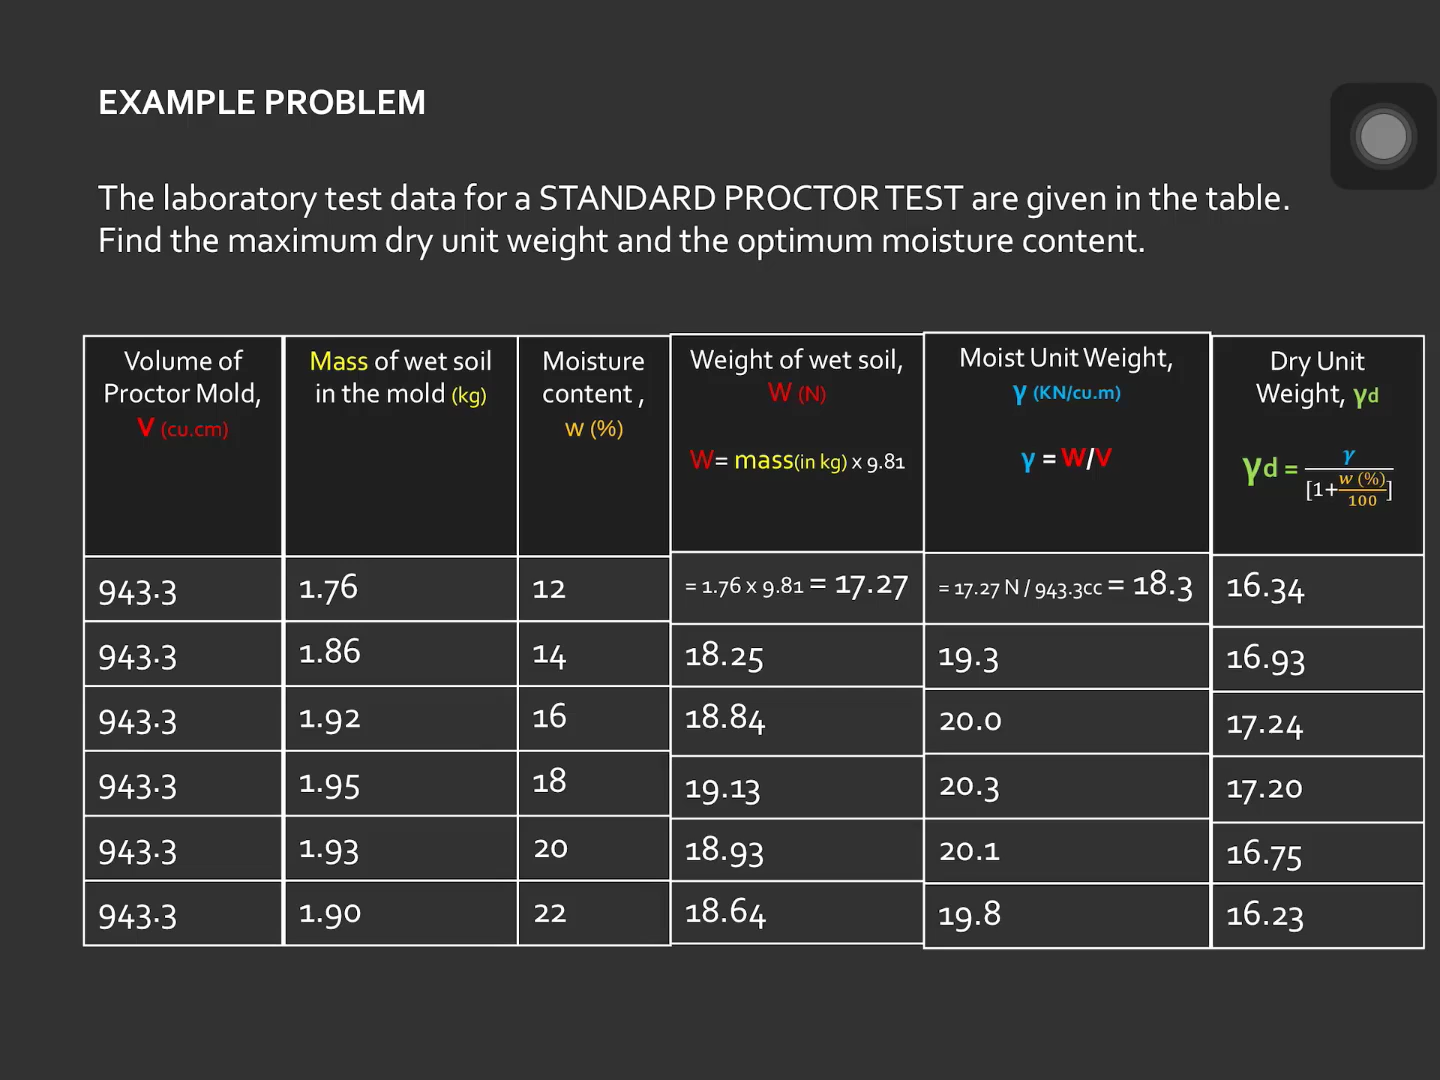 EXAMPLE PROBLEM
The laboratory test data for a STANDARD PROCTOR TEST are given in the table.
Find the maximum dry unit weight and the optimum moisture content.
Volume of
Proctor Mold,
V (cu.cm)
Mass of wet soil
in the mold (kg)
Moisture
content ,
w (%)
Weight of wet soil,
W (N)
W= mass(in kg) x 9.81
Moist Unit Weight,
γ (KN/cu.m)
γ = W/V
Dry Unit
Weight, γd
γd = γ / [1+ w (%)/100]
943.3 1.76 12 = 1.76 x 9.81 = 17.27 = 17.27 N / 943.3cc = 18.3 16.34
943.3 1.86 14 18.25 19.3 16.93
943.3 1.92 16 18.84 20.0 17.24
943.3 1.95 18 19.13 20.3 17.20
943.3 1.93 20 18.93 20.1 16.75
943.3 1.90 22 18.64 19.8 16.23